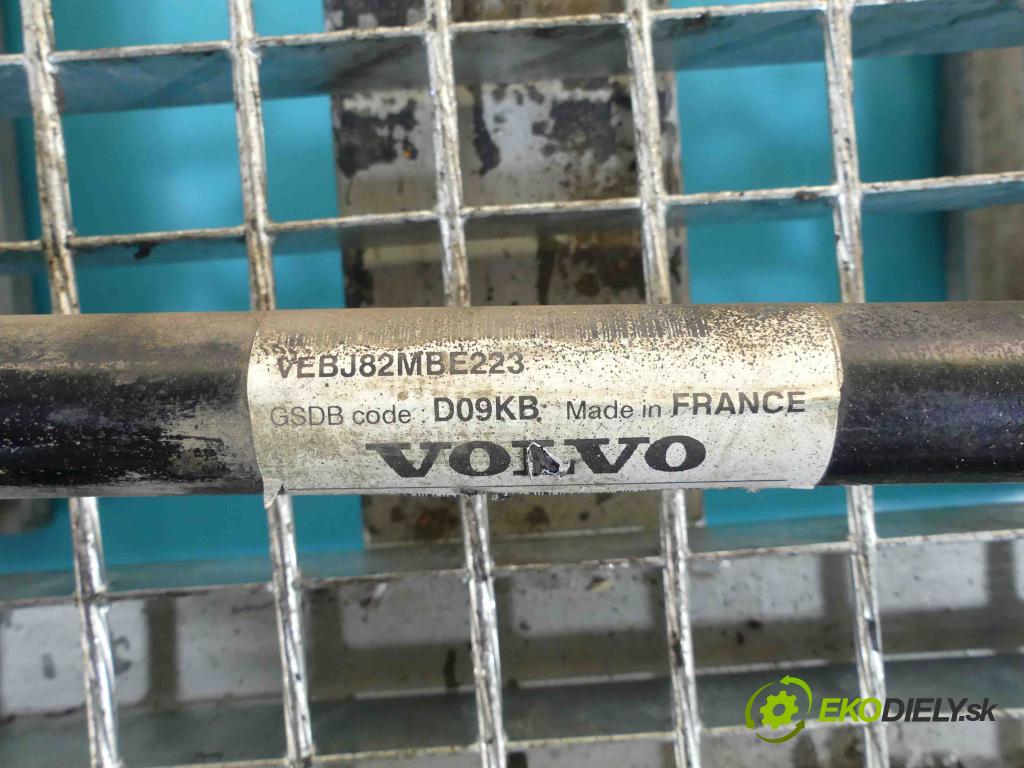 VEBJ82MBE223
GSDB code : D09KB Made in FRANCE
VOLVO
EKODIELY.sk